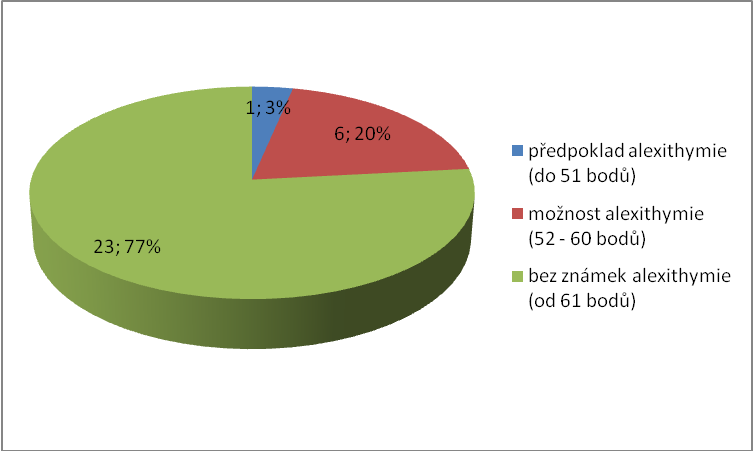 1; 3%
6; 20%
23; 77%
předpoklad alexithymie
(do 51 bodů)
možnost alexithymie
(52 - 60 bodů)
bez známek alexithymie
(od 61 bodů)